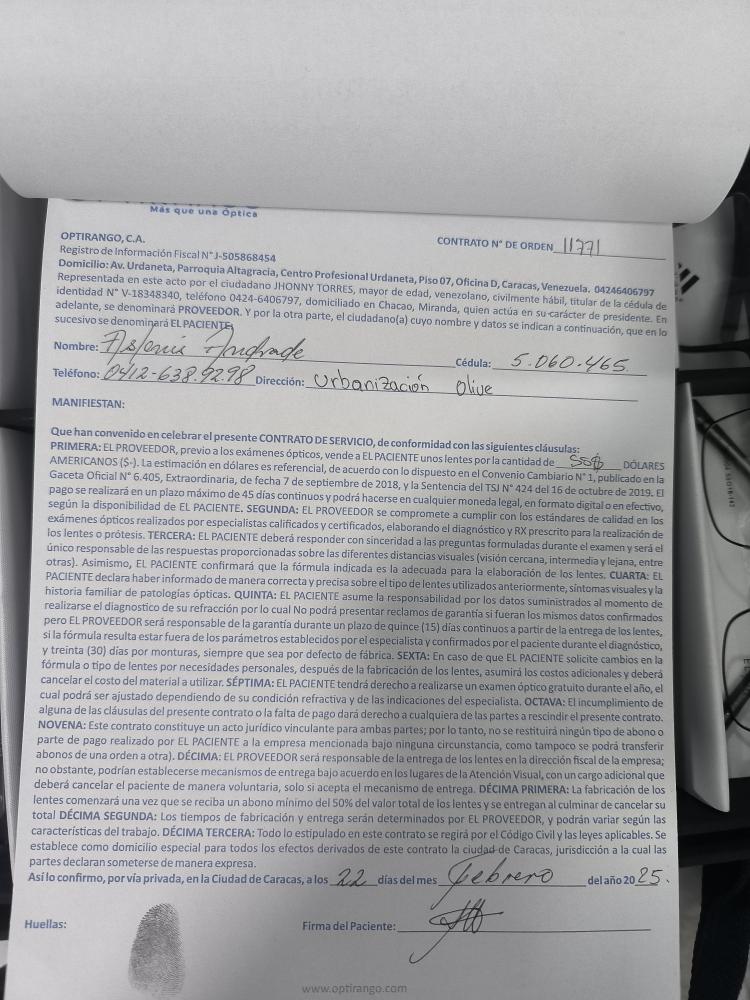 Más que una Óptica
OPTIRANGO, C.A.
CONTRATO N° DE ORDEN 11771
Registro de Información Fiscal N° J-505868454
Domicilio: Av. Urdaneta, Parroquia Altagracia, Centro Profesional Urdaneta, Piso 07, Oficina D, Caracas, Venezuela. 04246406797
Representada en este acto por el ciudadano JHONNY TORRES, mayor de edad, venezolano, civilmente hábil, titular de la cédula de
identidad N° V-18348340, teléfono 0424-6406797, domiciliado en Chacao, Miranda, quien actúa en su carácter de presidente. En
adelante, se denominará PROVEEDOR. Y por la otra parte, el ciudadano(a) cuyo nombre y datos se indican a continuación, que en lo
sucesivo se denominará EL PACIENTE,
Nombre: Andrade Cédula: 5.060.465.
Teléfono: 0412-638.92.98 Dirección: Urbanización Olive
MANIFIESTAN:
Que han convenido en celebrar el presente CONTRATO DE SERVICIO, de conformidad con las siguientes cláusulas:
PRIMERA: EL PROVEEDOR, previo a los exámenes ópticos, vende a EL PACIENTE unos lentes por la cantidad de DÓLARES
AMERICANOS ($-). La estimación en dólares es referencial, de acuerdo con lo dispuesto en el Convenio Cambiario N° 1, publicado en la
Gaceta Oficial N° 6.405, Extraordinaria, de fecha 7 de septiembre de 2018, y la Sentencia del TSJ N° 424 del 16 de octubre de 2019. El
pago se realizará en un plazo máximo de 45 días continuos y podrá hacerse en cualquier moneda legal, en formato digital o en efectivo,
según la disponibilidad de EL PACIENTE. SEGUNDA: EL PROVEEDOR se compromete a cumplir con los estándares de calidad en los
exámenes ópticos realizados por especialistas calificados y certificados, elaborando el diagnóstico y RX prescrito para la realización de
los lentes o prótesis. TERCERA: EL PACIENTE deberá responder con sinceridad a las preguntas formuladas durante el examen y será el
único responsable de las respuestas proporcionadas sobre las diferentes distancias visuales (visión cercana, intermedia y lejana, entre
otras). Asimismo, EL PACIENTE confirmará que la fórmula indicada es la adecuada para la elaboración de los lentes. CUARTA: EL
PACIENTE declara haber informado de manera correcta y precisa sobre el tipo de lentes utilizados anteriormente, síntomas visuales y la
historia familiar de patologías ópticas. QUINTA: EL PACIENTE asume la responsabilidad por los datos suministrados al momento de
realizarse el diagnostico de su refracción por lo cual No podrá presentar reclamos de garantía si fueran los mismos datos confirmados
pero EL PROVEEDOR será responsable de la garantía durante un plazo de quince (15) días continuos a partir de la entrega de los lentes,
si la fórmula resulta estar fuera de los parámetros establecidos por el especialista y confirmados por el paciente durante el diagnóstico,
y treinta (30) días por monturas, siempre que sea por defecto de fábrica. SEXTA: En caso de que EL PACIENTE solicite cambios en la
fórmula o tipo de lentes por necesidades personales, después de la fabricación de los lentes, asumirá los costos adicionales y deberá
cancelar el costo del material a utilizar. SÉPTIMA: EL PACIENTE tendrá derecho a realizarse un examen óptico gratuito durante el año, el
cual podrá ser ajustado dependiendo de su condición refractiva y de las indicaciones del especialista. OCTAVA: El incumplimiento de
alguna de las cláusulas del presente contrato o la falta de pago dará derecho a cualquiera de las partes a rescindir el presente contrato.
NOVENA: Este contrato constituye un acto jurídico vinculante para ambas partes; por lo tanto, no se restituirá ningún tipo de abono o
parte de pago realizado por EL PACIENTE a la empresa mencionada bajo ninguna circunstancia, como tampoco se podrá transferir
abonos de una orden a otra). DÉCIMA: EL PROVEEDOR será responsable de la entrega de los lentes en la dirección fiscal de la empresa;
no obstante, podrían establecerse mecanismos de entrega bajo acuerdo en los lugares de la Atención Visual, con un cargo adicional que
deberá cancelar el paciente de manera voluntaria, solo si acepta el mecanismo de entrega. DÉCIMA PRIMERA: La fabricación de los
lentes comenzará una vez que se reciba un abono mínimo del 50% del valor total de los lentes y se entregan al culminar de cancelar su
total DÉCIMA SEGUNDA: Los tiempos de fabricación y entrega serán determinados por EL PROVEEDOR, y podrán variar según las
características del trabajo. DÉCIMA TERCERA: Todo lo estipulado en este contrato se regirá por el Código Civil y las leyes aplicables. Se
establece como domicilio especial para todos los efectos derivados de este contrato la ciudad de Caracas, jurisdicción a la cual las
partes declaran someterse de manera expresa.
Así lo confirmo, por vía privada, en la Ciudad de Caracas, a los 22 días del mes Febrero del año 2025.
Huellas:
Firma del Paciente:
www.optirango.com